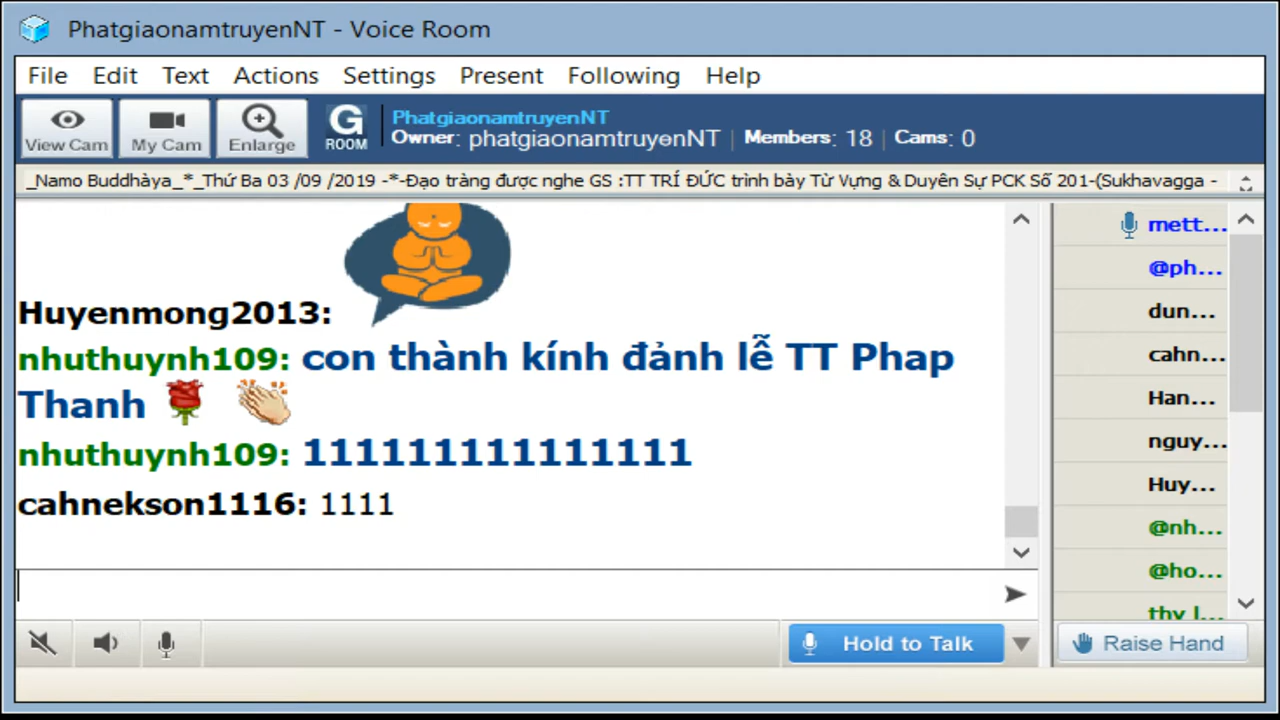 PhatgiaonamtruyenNT - Voice Room
File Edit Text Actions Settings Present Following Help
View Cam My Cam Enlarge
G ROOM
PhatgiaonamtruyenNT
Owner: phatgiaonamtruyenNT | Members: 18 | Cams: 0
_Namo Buddhàya_*_Thứ Ba 03 /09 /2019 -*-Đạo tràng được nghe GS :TT TRÍ ĐỨC trình bày Từ Vựng & Duyên Sự PCK Số 201-(Sukhavagga -
Huyenmong2013:
nhuthuynh109: con thành kính đảnh lễ TT Phap
Thanh
nhuthuynh109: 111111111111111
cahnekson1116: 1111
mett...
@ph...
dun...
cahn...
Han...
nguy...
Huy...
@nh...
@ho...
thy l...
Hold to Talk
Raise Hand